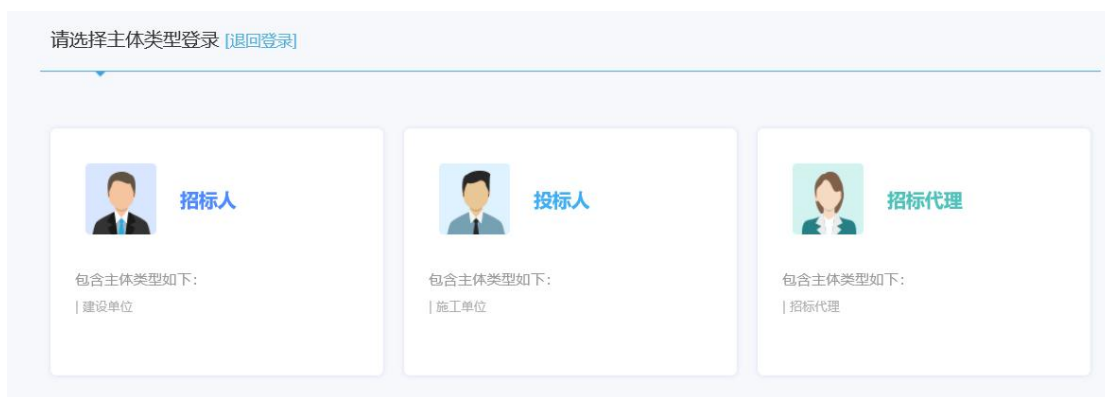 请选择主体类型登录 [退回登录]
招标人
包含主体类型如下：
| 建设单位
投标人
包含主体类型如下：
| 施工单位
招标代理
包含主体类型如下：
| 招标代理